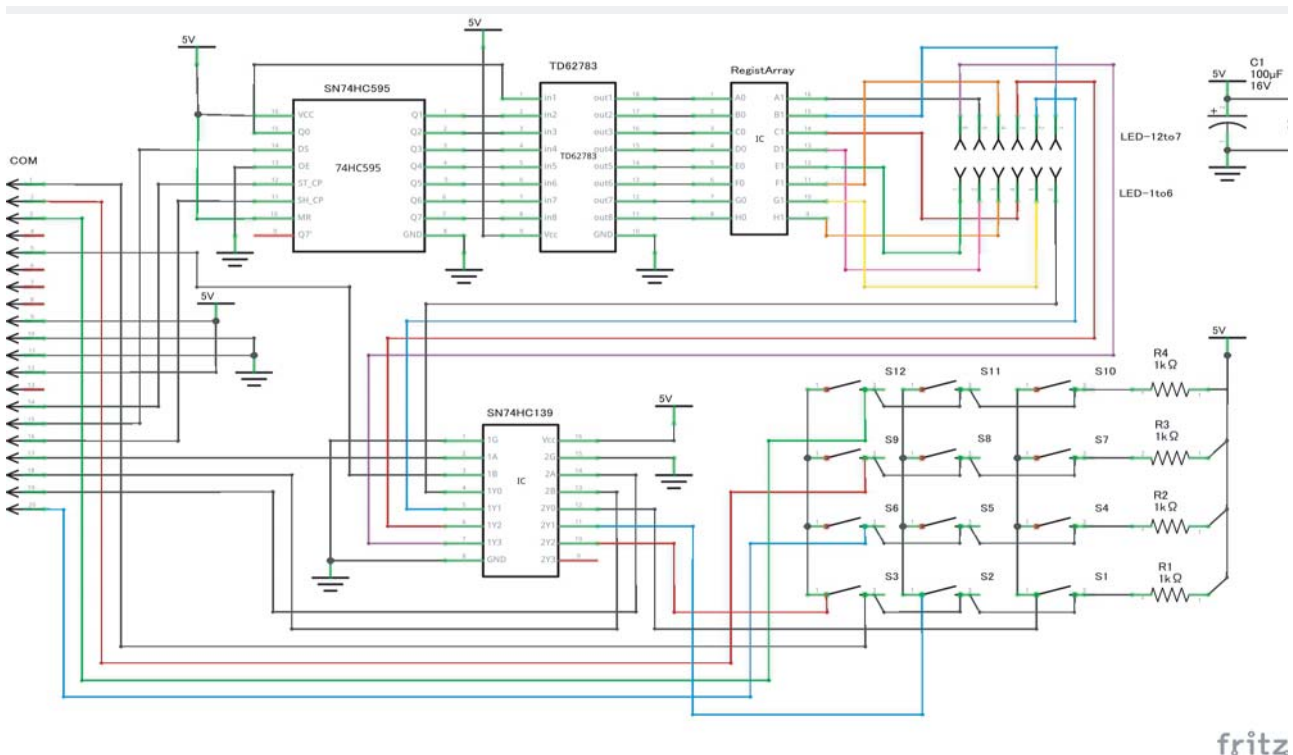 5V
5V
TD62783
RegistArray
C1
100μF
16V
5V
SN74HC595
VCC
Q0
DS
OE
ST_CP
SH_CP
MR
Q7'
74HC595
Q1
Q2
Q3
Q4
Q5
Q6
Q7
GND
in1
in2
in3
in4
in5
in6
in7
in8
Vcc
TD62783
out1
out2
out3
out4
out5
out6
out7
out8
GND
A0
B0
C0
D0
E0
F0
G0
H0
IC
A1
B1
C1
D1
E1
F1
G1
H1
LED-12to7
LED-1to6
COM
5V
SN74HC139
1G
1A
1B
1Y0
1Y1
1Y2
1Y3
GND
IC
Vcc
2G
2A
2B
2Y0
2Y1
2Y2
2Y3
5V
5V
S12
S11
S10
R4
1kΩ
S9
S8
S7
R3
1kΩ
S6
S5
S4
R2
1kΩ
S3
S2
S1
R1
1kΩ
fritz